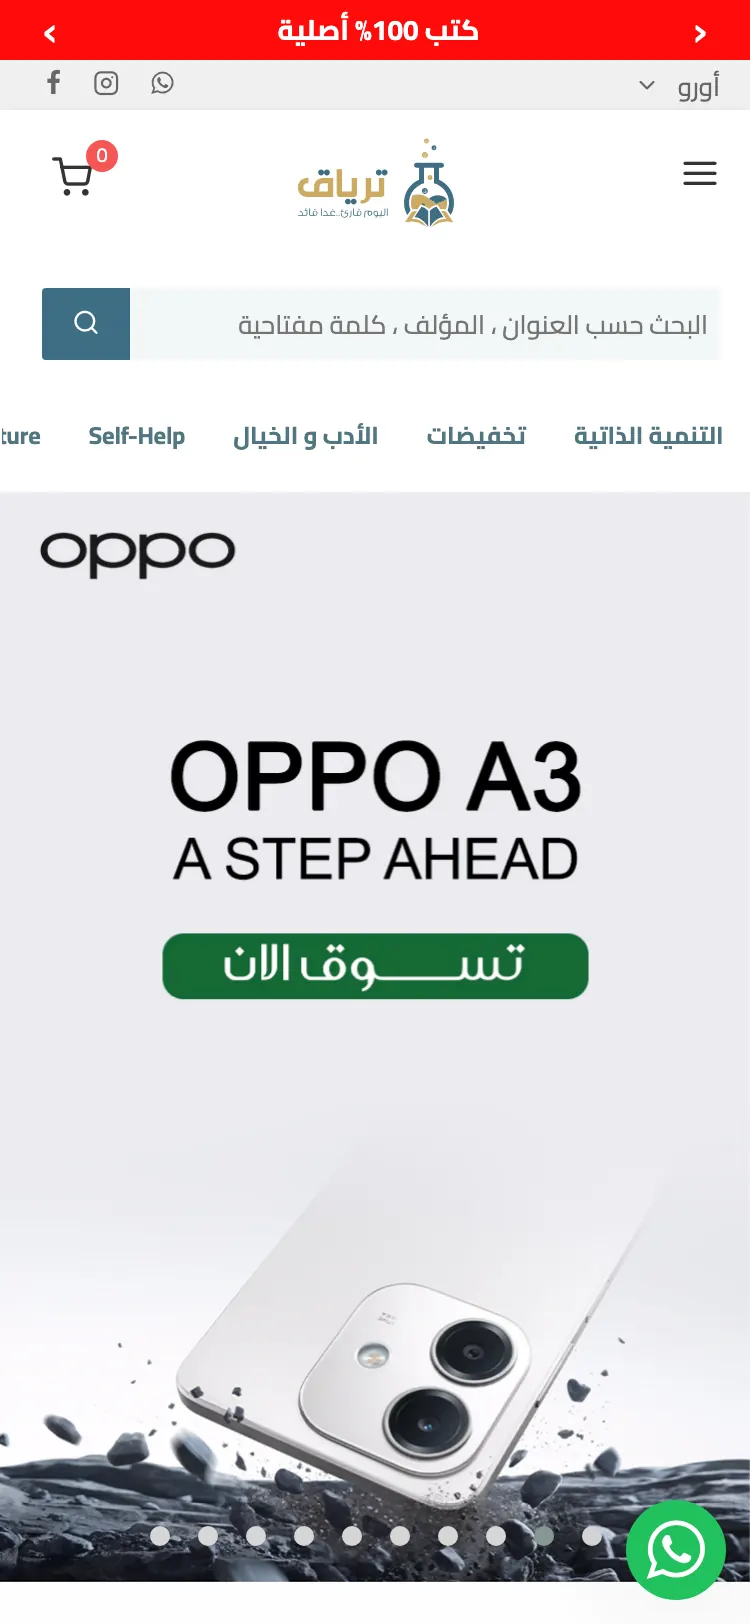 كتب 100% أصلية
أورو
0
ترياق
اليوم قارئ..غدا قائد
البحث حسب العنوان ، المؤلف ، كلمة مفتاحية
التنمية الذاتية
تخفيضات
الأدب و الخيال
Self-Help
ture
oppo
OPPO A3
A STEP AHEAD
تســـــوق الان